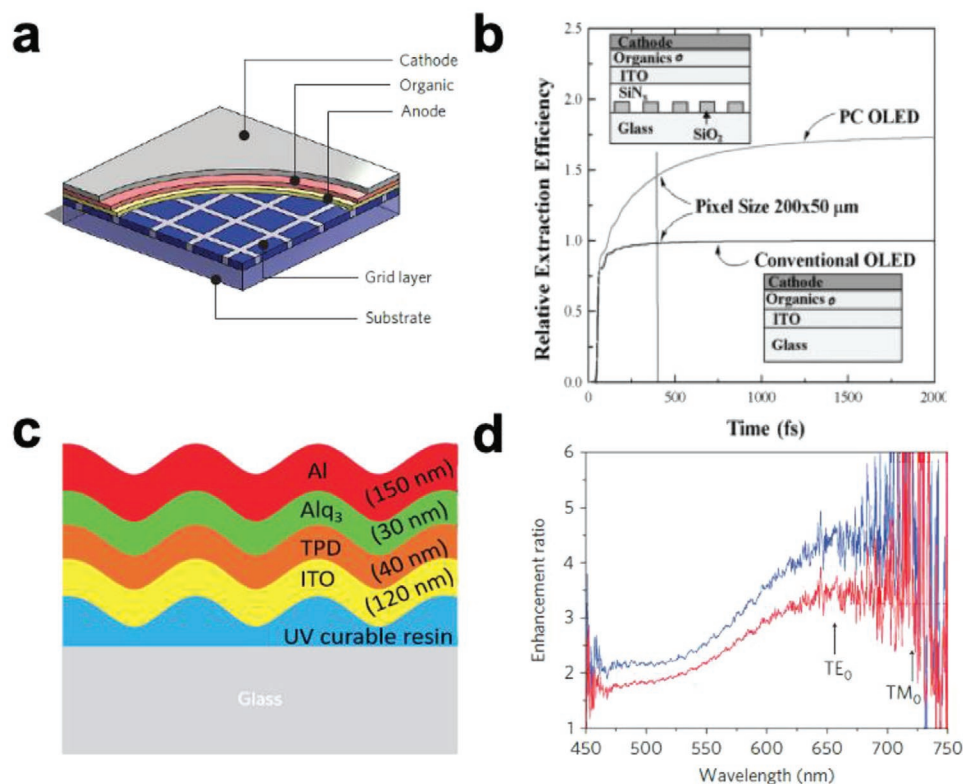 a
Cathode
Organic
Anode
Grid layer
Substrate
b
Relative Extraction Efficiency
2.5
2.0
1.5
1.0
0.5
0.0
0
500
1000
1500
2000
Time (fs)
Cathode
Organics
ITO
SiNx
Glass
SiO2
PC OLED
Pixel Size 200x50 μm
Conventional OLED
Cathode
Organics
ITO
Glass
c
Al
(150 nm)
Alq3
(30 nm)
TPD
(40 nm)
ITO
(120 nm)
UV curable resin
Glass
d
Enhancement ratio
6
5
4
3
2
1
TE0
TM0
450
500
550
600
650
700
750
Wavelength (nm)